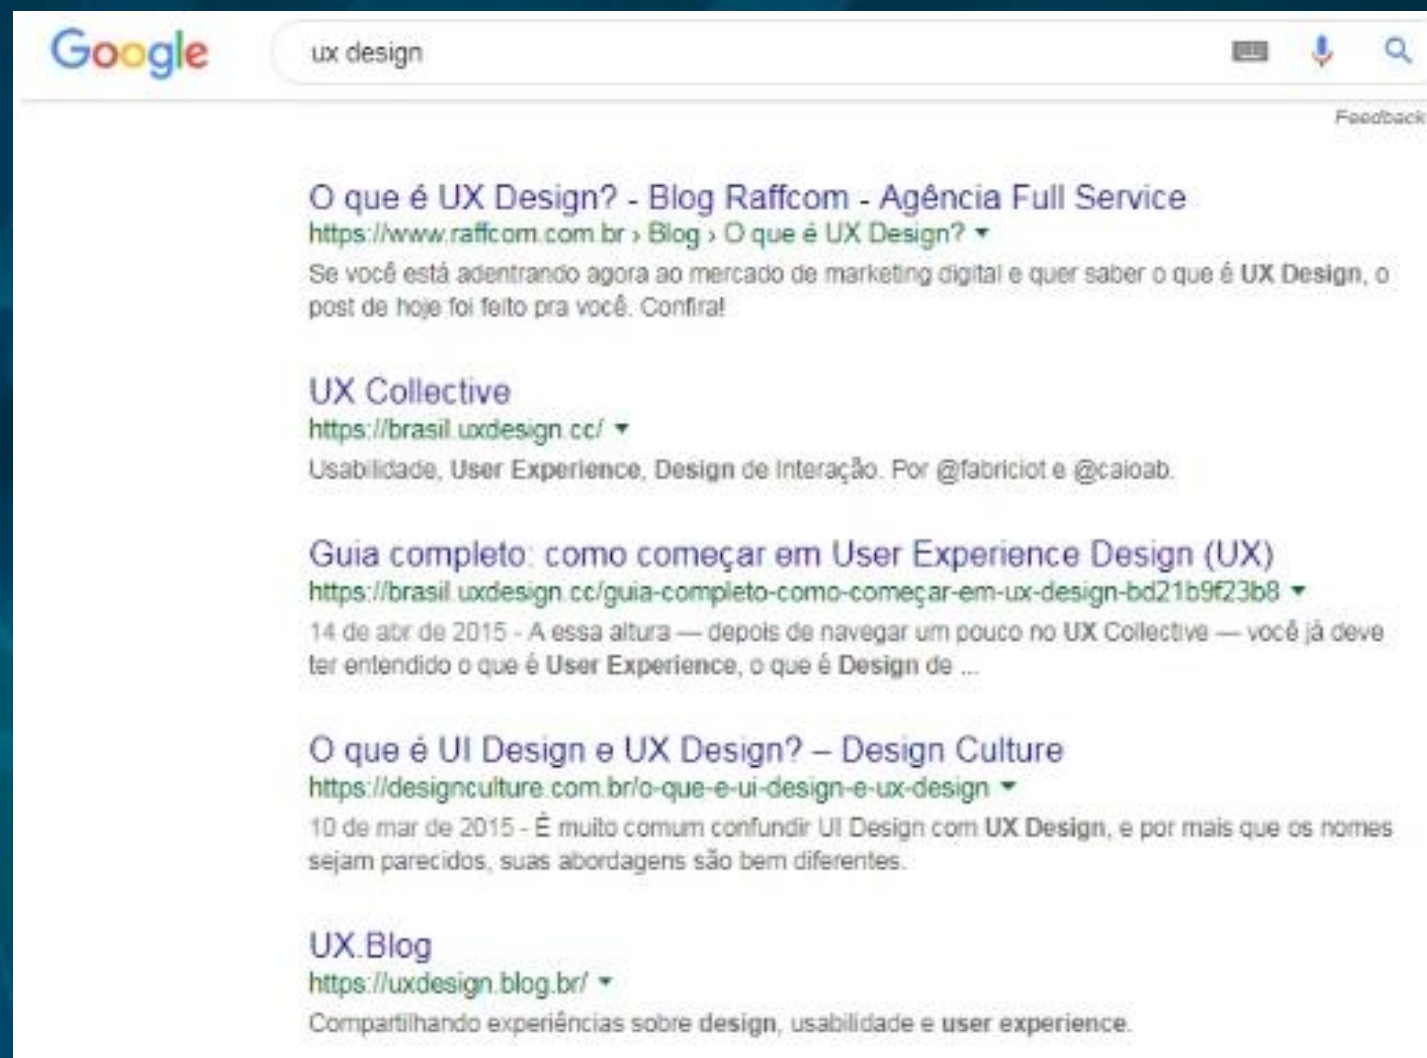 Google
ux design
Feedback
O que é UX Design? - Blog Raffcom - Agência Full Service
https://www.raffcom.com.br › Blog › O que é UX Design?
Se você está adentrando agora ao mercado de marketing digital e quer saber o que é UX Design, o
post de hoje foi feito pra você. Confira!
UX Collective
https://brasil.uxdesign.cc/
Usabilidade, User Experience, Design de Interação. Por @fabriciot e @caioab.
Guia completo: como começar em User Experience Design (UX)
https://brasil.uxdesign.cc/guia-completo-como-começar-em-ux-design-bd21b9f23b8
14 de abr de 2015 - A essa altura — depois de navegar um pouco no UX Collective — você já deve
ter entendido o que é User Experience, o que é Design de ...
O que é UI Design e UX Design? – Design Culture
https://designculture.com.br/o-que-e-ui-design-e-ux-design
10 de mar de 2015 - É muito comum confundir UI Design com UX Design, e por mais que os nomes
sejam parecidos, suas abordagens são bem diferentes.
UX.Blog
https://uxdesign.blog.br/
Compartilhando experiências sobre design, usabilidade e user experience.